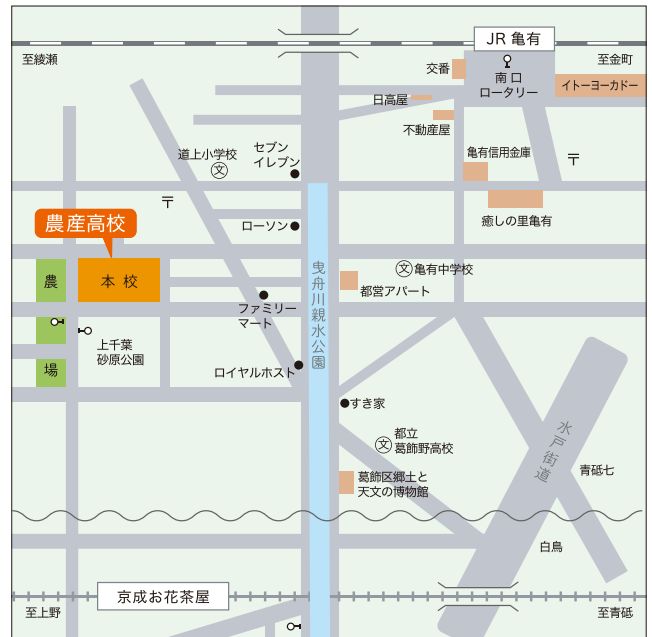 JR 亀有
至綾瀬
至金町
交番
南口
ロータリー
イトーヨーカドー
日高屋
不動産屋
セブン
イレブン
道上小学校
文
亀有信用金庫
〒
〒
癒しの里亀有
農産高校
ローソン
本校
農
場
文 亀有中学校
都営アパート
曳舟川親水公園
ファミリー
マート
上千葉
砂原公園
ロイヤルホスト
すき家
文
都立
葛飾野高校
水戸街道
青砥七
葛飾区郷土と
天文の博物館
白鳥
京成お花茶屋
至上野
至青砥